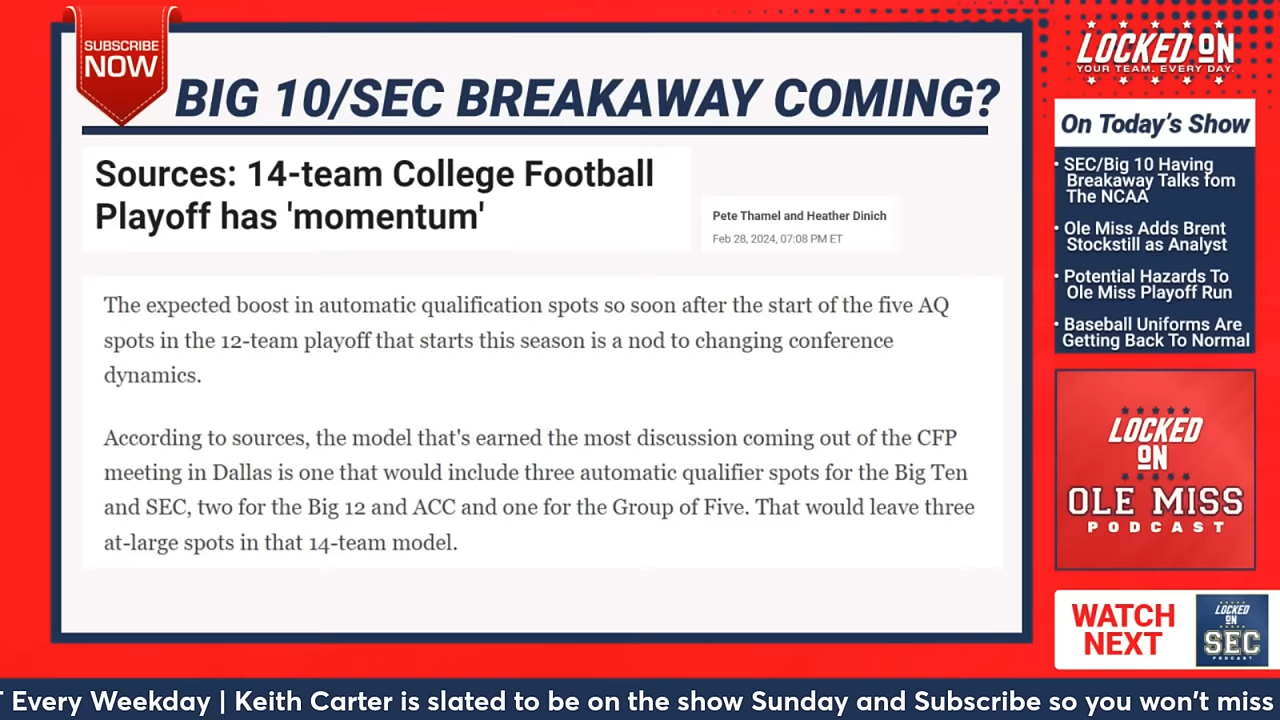 SUBSCRIBE
NOW
BIG 10/SEC BREAKAWAY COMING?
Sources: 14-team College Football
Playoff has 'momentum'
Pete Thamel and Heather Dinich
Feb 28, 2024, 07:08 PM ET
The expected boost in automatic qualification spots so soon after the start of the five AQ
spots in the 12-team playoff that starts this season is a nod to changing conference
dynamics.
According to sources, the model that's earned the most discussion coming out of the CFP
meeting in Dallas is one that would include three automatic qualifier spots for the Big Ten
and SEC, two for the Big 12 and ACC and one for the Group of Five. That would leave three
at-large spots in that 14-team model.
LOCKED ON
YOUR TEAM. EVERY DAY.
On Today's Show
• SEC/Big 10 Having
Breakaway Talks fom
The NCAA
• Ole Miss Adds Brent
Stockstill as Analyst
• Potential Hazards To
Ole Miss Playoff Run
• Baseball Uniforms Are
Getting Back To Normal
LOCKED
ON
OLE MISS
PODCAST
WATCH
NEXT
LOCKED
ON
SEC
PODCAST
T Every Weekday | Keith Carter is slated to be on the show Sunday and Subscribe so you won't miss